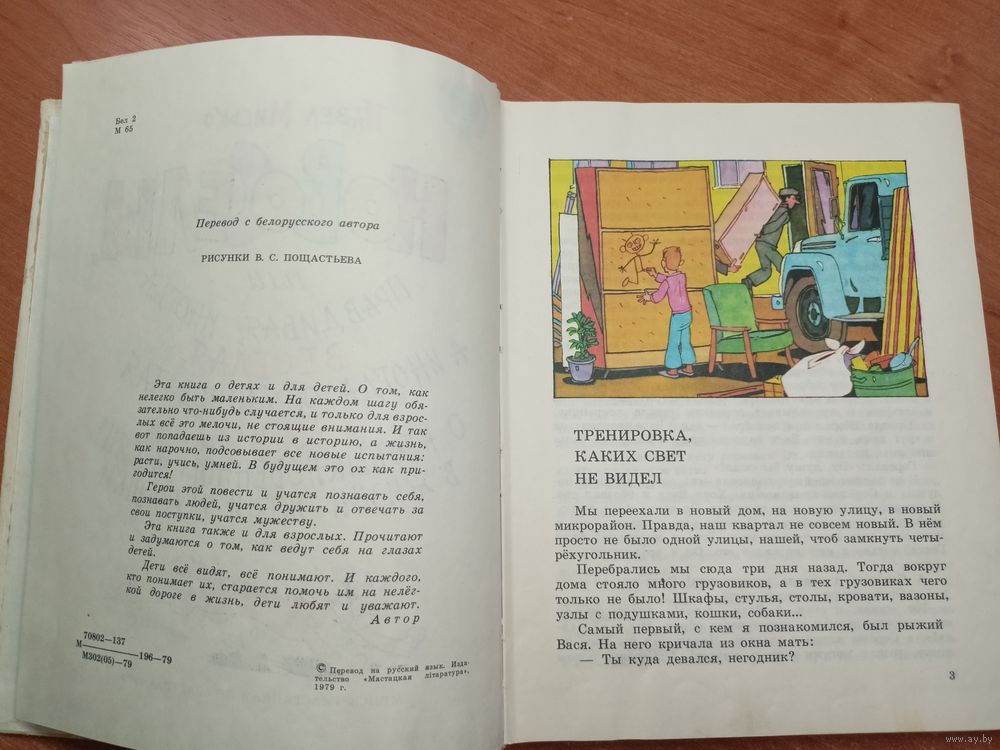 Бел 2
М 65
Перевод с белорусского автора
РИСУНКИ В. С. ПОЩАСТЬЕВА
Эта книга о детях и для детей. О том, как
нелегко быть маленьким. На каждом шагу обя-
зательно что-нибудь случается, и только для взрос-
лых всё это мелочи, не стоящие внимания. И так
вот попадаешь из истории в историю, а жизнь,
как нарочно, подсовывает все новые испытания:
расти, учись, умней. В будущем это ох как при-
годится!
Герои этой повести и учатся познавать себя,
познавать людей, учатся дружить и отвечать за
свои поступки, учатся мужеству.
Эта книга также и для взрослых. Прочитают
и задумаются о том, как ведут себя на глазах
детей.
Дети всё видят, всё понимают. И каждого,
кто понимает их, старается помочь им на нелёг-
кой дороге в жизнь, дети любят и уважают.
Автор
70802—137
М ———— 196—79
М302(05)—79
© Перевод на русский язык. Изда-
тельство «Мастацкая літаратура»,
1979 г.
ТРЕНИРОВКА,
КАКИХ СВЕТ
НЕ ВИДЕЛ
Мы переехали в новый дом, на новую улицу, в новый
микрорайон. Правда, наш квартал не совсем новый. В нём
просто не было одной улицы, нашей, чтоб замкнуть четы-
рёхугольник.
Перебрались мы сюда три дня назад. Тогда вокруг
дома стояло много грузовиков, а в тех грузовиках чего
только не было! Шкафы, стулья, столы, кровати, вазоны,
узлы с подушками, кошки, собаки...
Самый первый, с кем я познакомился, был рыжий
Вася. На него кричала из окна мать:
— Ты куда девался, негодник?
3
www.ay.by